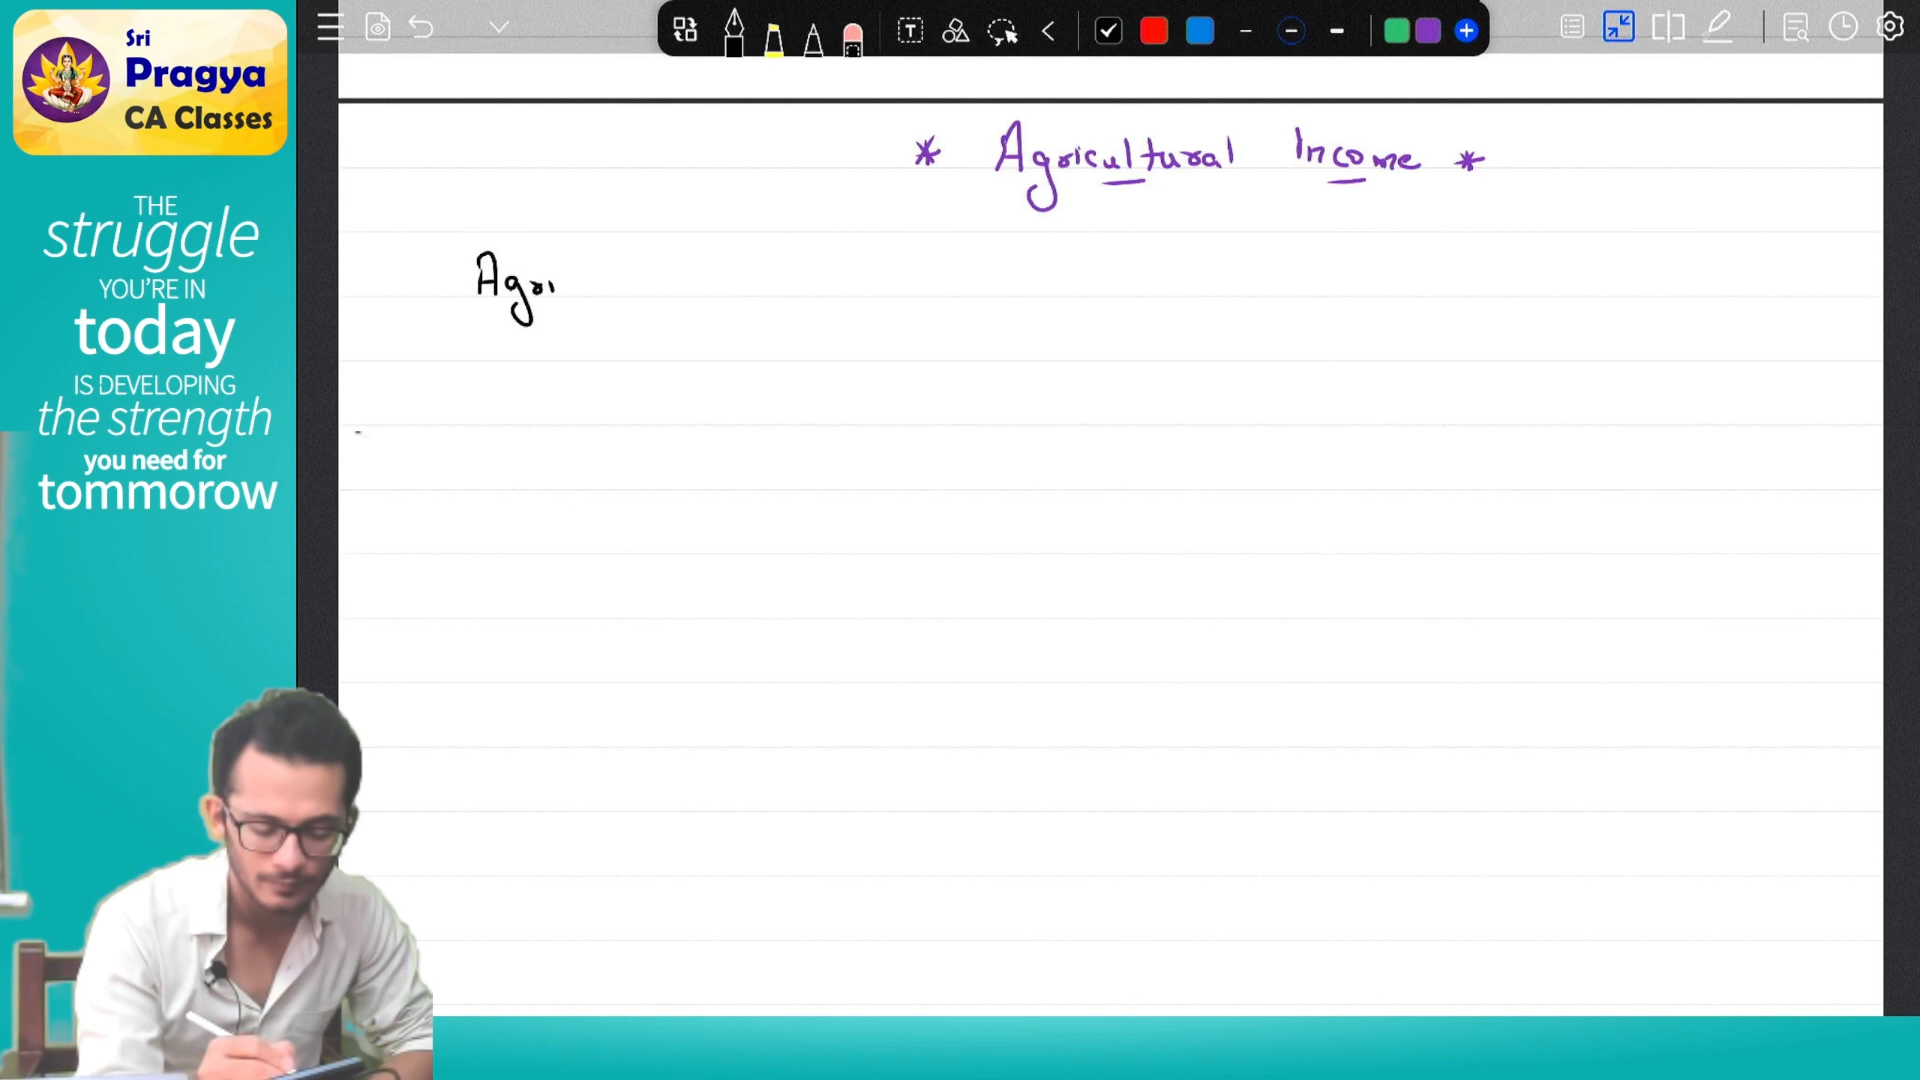 Sri
Pragya
CA Classes
THE
struggle
YOU'RE IN
today
IS DEVELOPING
the strength
you need for
tommorow
* Agricultural Income *
Agri